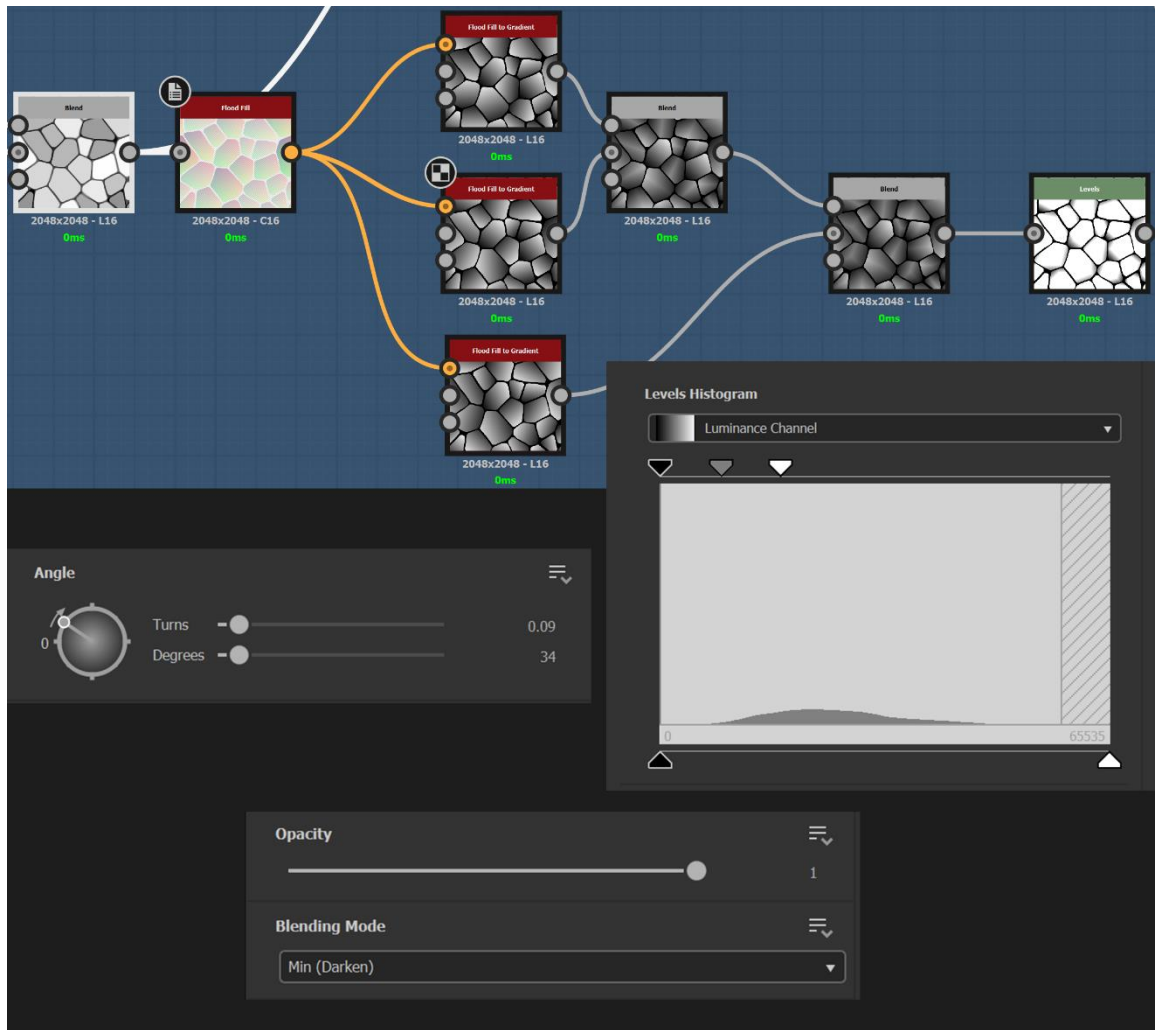 Flood Fill to Gradient
2048x2048 - L16
0ms
Blend
2048x2048 - L16
0ms
Flood Fill
2048x2048 - C16
0ms
Flood Fill to Gradient
2048x2048 - L16
0ms
Blend
2048x2048 - L16
0ms
Blend
2048x2048 - L16
0ms
Levels
2048x2048 - L16
0ms
Flood Fill to Gradient
2048x2048 - L16
0ms
Levels Histogram
Luminance Channel
0 65535
Angle
0
Turns 0.09
Degrees 34
Opacity
1
Blending Mode
Min (Darken)